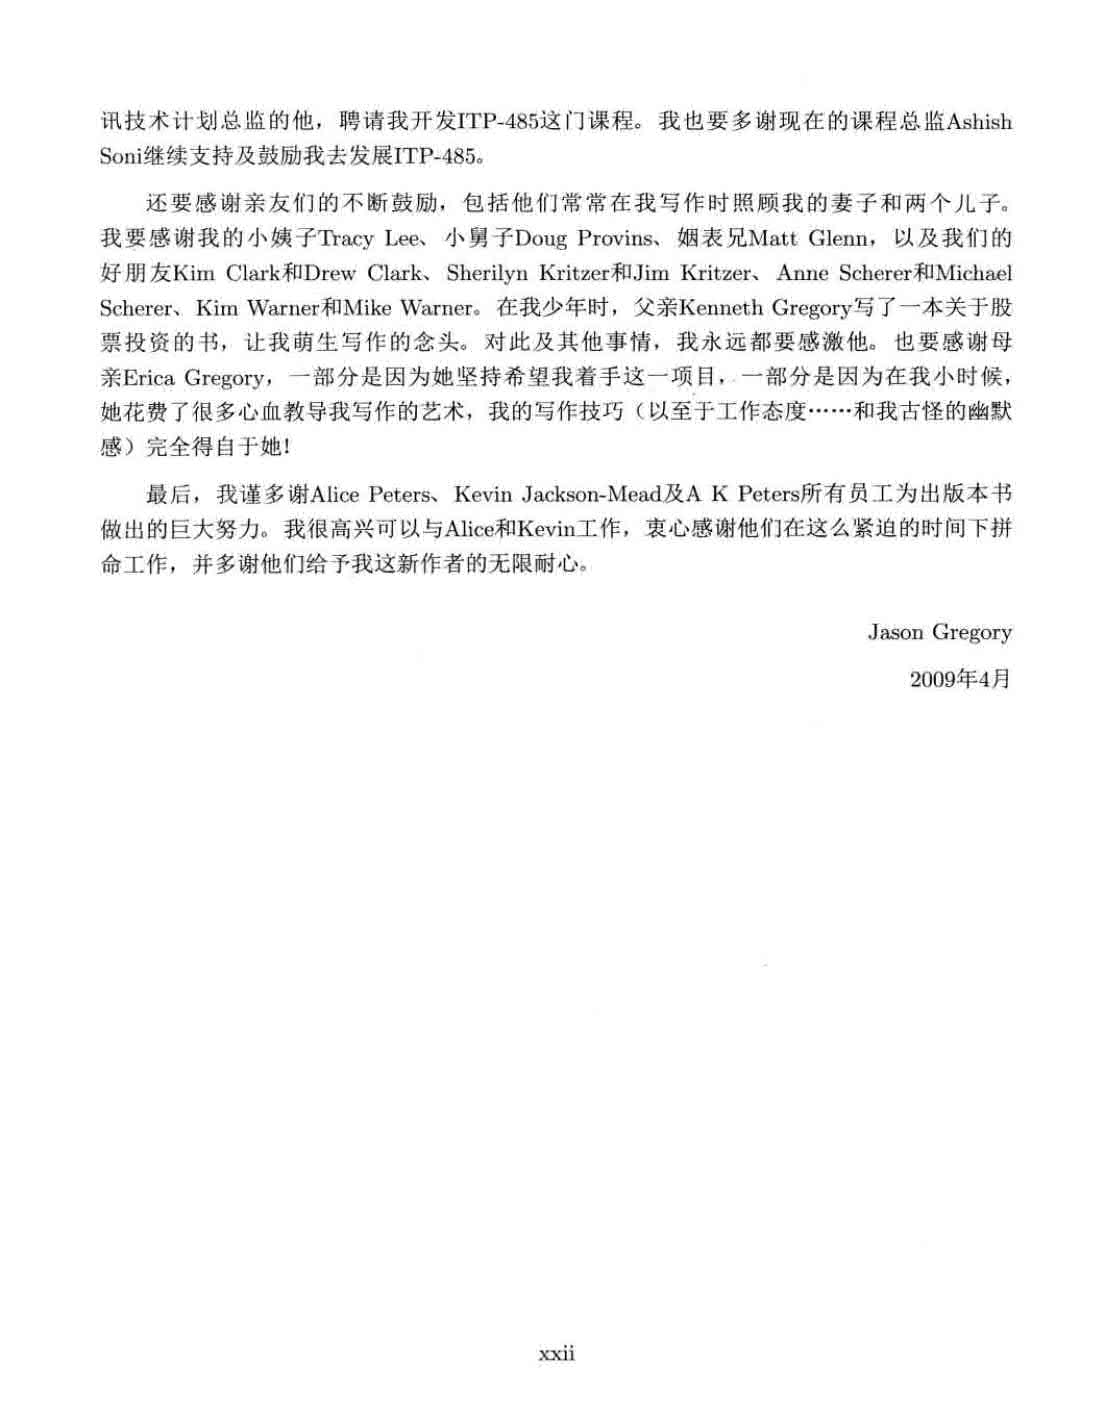 讯技术计划总监的他，聘请我开发ITP-485这门课程。我也要多谢现在的课程总监Ashish
Soni继续支持及鼓励我去发展ITP-485。
还要感谢亲友们的不断鼓励，包括他们常常在我写作时照顾我的妻子和两个儿子。
我要感谢我的小姨子Tracy Lee、小舅子Doug Provins、姻表兄Matt Glenn，以及我们的
好朋友Kim Clark和Drew Clark、Sherilyn Kritzer和Jim Kritzer、Anne Scherer和Michael
Scherer、Kim Warner和Mike Warner。在我少年时，父亲Kenneth Gregory写了一本关于股
票投资的书，让我萌生写作的念头。对此及其他事情，我永远都要感激他。也要感谢母
亲Erica Gregory，一部分是因为她坚持希望我着手这一项目，一部分是因为在我小时候，
她花费了很多心血教导我写作的艺术，我的写作技巧（以至于工作态度……和我古怪的幽默
感）完全得自于她!
最后，我谨多谢Alice Peters、Kevin Jackson-Mead及A K Peters所有员工为出版本书
做出的巨大努力。我很高兴可以与Alice和Kevin工作，衷心感谢他们在这么紧迫的时间下拼
命工作，并多谢他们给予我这新作者的无限耐心。
Jason Gregory
2009年4月
xxii